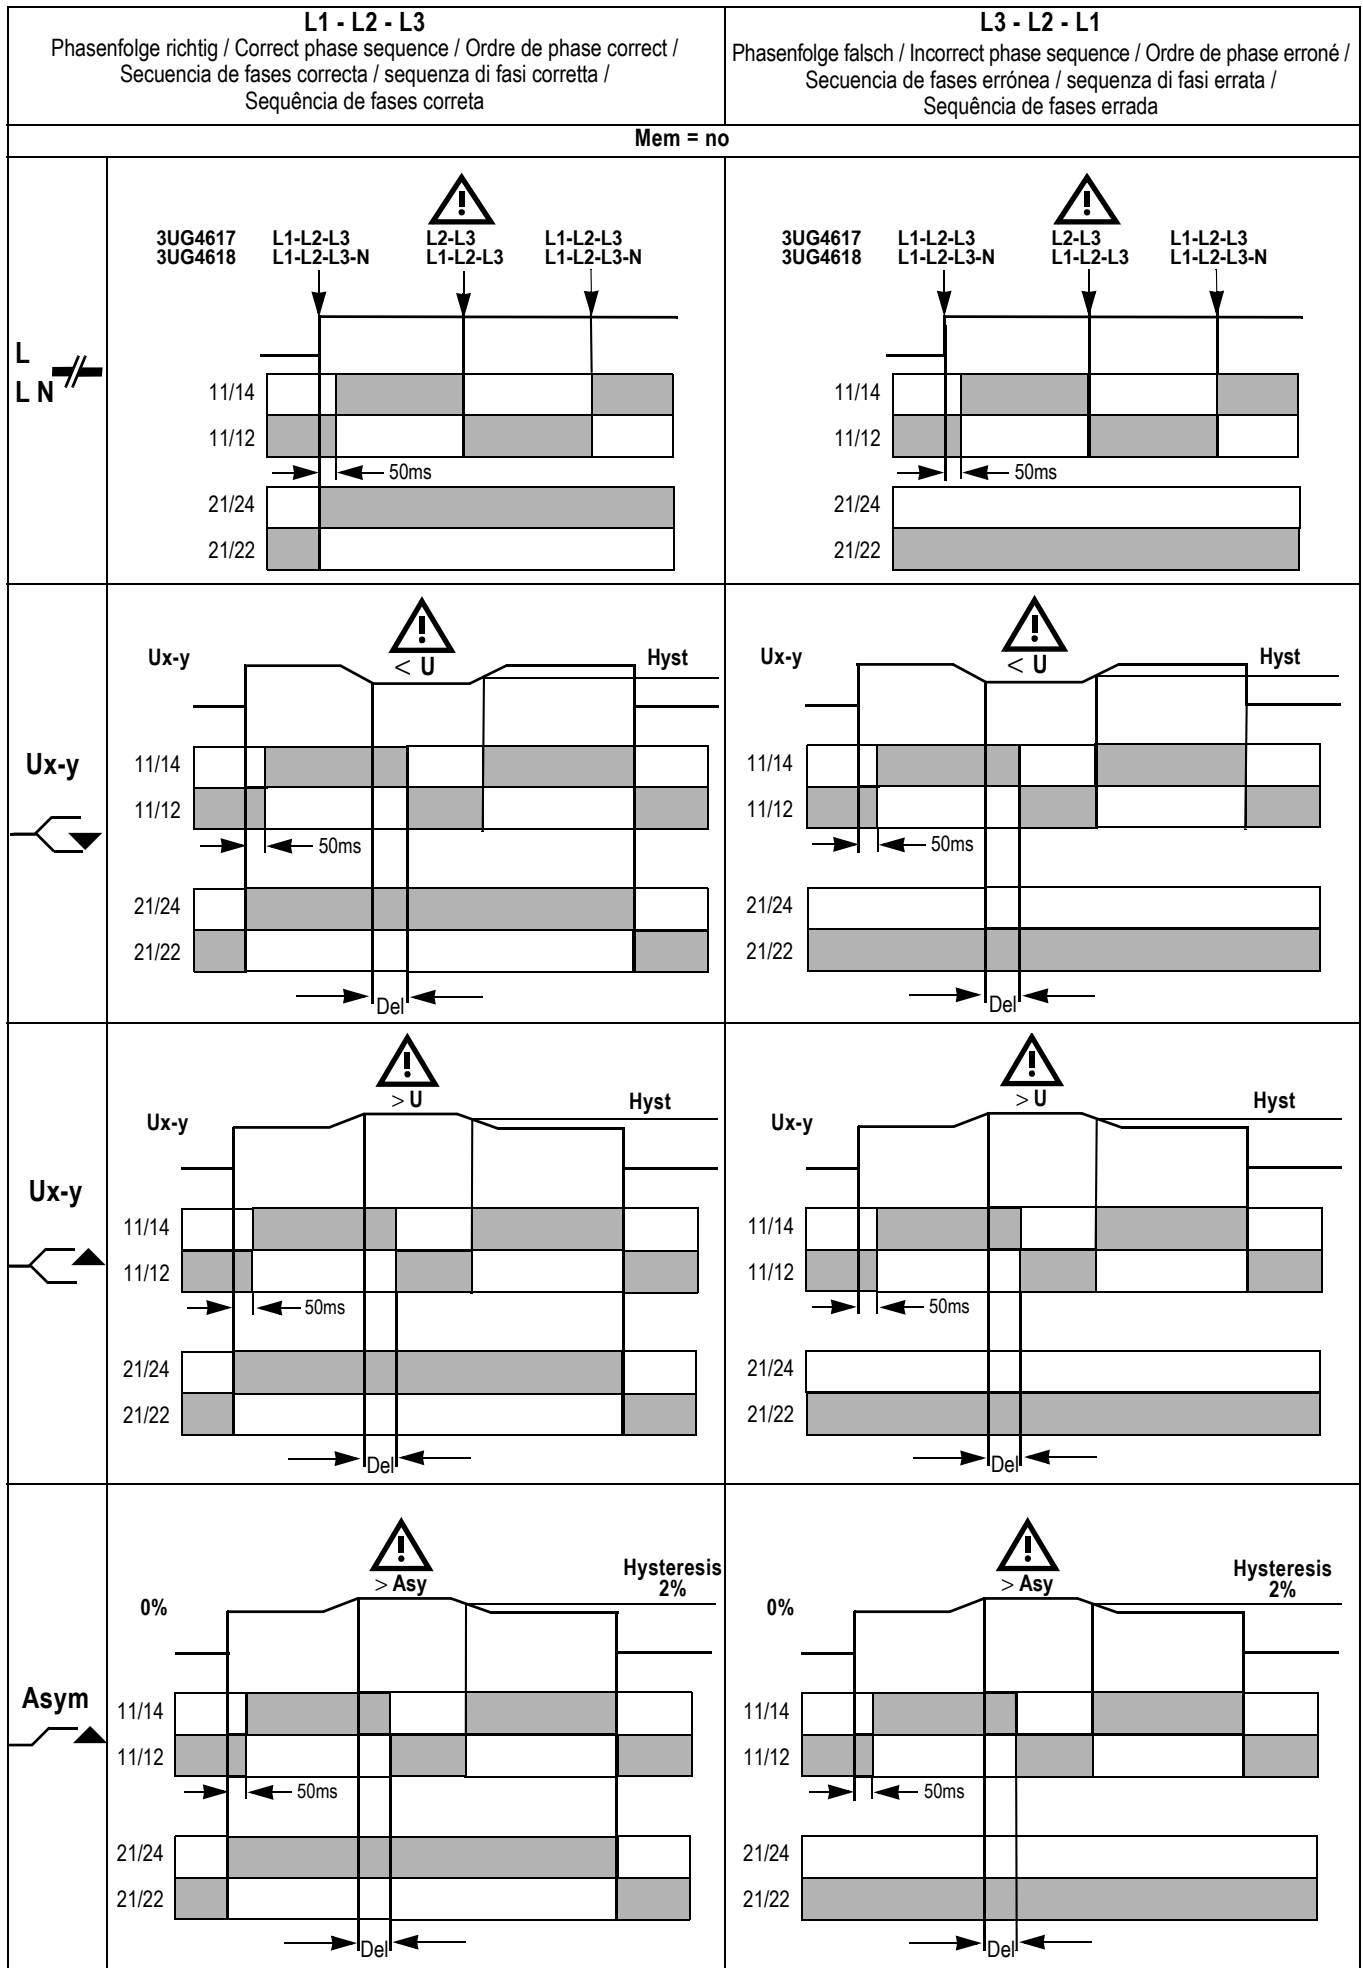 L1 - L2 - L3
Phasenfolge richtig / Correct phase sequence / Ordre de phase correct /
Secuencia de fases correcta / sequenza di fasi corretta /
Sequência de fases correta
L3 - L2 - L1
Phasenfolge falsch / Incorrect phase sequence / Ordre de phase erroné /
Secuencia de fases errónea / sequenza di fasi errata /
Sequência de fases errada
Mem = no
L
L N
3UG4617 L1-L2-L3 L2-L3 L1-L2-L3
3UG4618 L1-L2-L3-N L1-L2-L3 L1-L2-L3-N
11/14
11/12
50ms
21/24
21/22
3UG4617 L1-L2-L3 L2-L3 L1-L2-L3
3UG4618 L1-L2-L3-N L1-L2-L3 L1-L2-L3-N
11/14
11/12
50ms
21/24
21/22
Ux-y
Ux-y < U Hyst
11/14
11/12
50ms
21/24
21/22
Del
Ux-y < U Hyst
11/14
11/12
50ms
21/24
21/22
Del
Ux-y
> U Hyst
Ux-y
11/14
11/12
50ms
21/24
21/22
Del
> U Hyst
Ux-y
11/14
11/12
50ms
21/24
21/22
Del
Asym
Hysteresis
> Asy 2%
0%
11/14
11/12
50ms
21/24
21/22
Del
Hysteresis
> Asy 2%
0%
11/14
11/12
50ms
21/24
21/22
Del